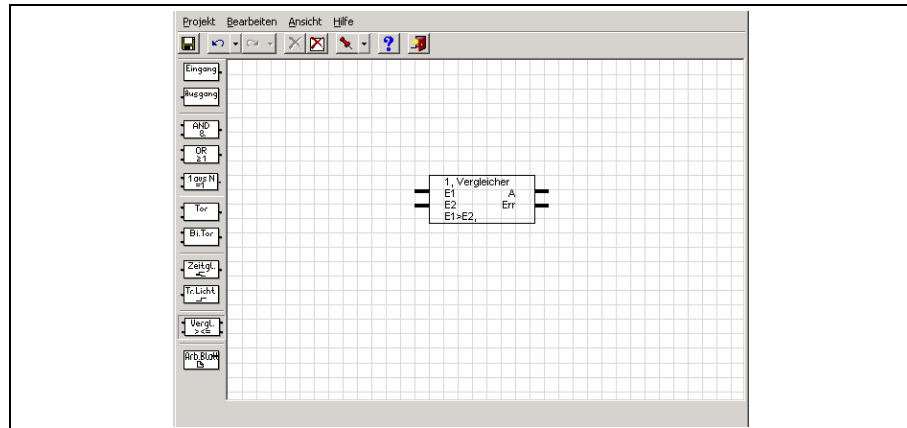 Projekt Bearbeiten Ansicht Hilfe
?
Eingang
Ausgang
AND
&
OR
≥1
1 aus N
=1
Tor
Bi.Tor
Zeitgl.
Tr.Licht
Vergl.
><=
Arb.Blatt
1, Vergleicher
E1 A
E2 Err
E1>E2,